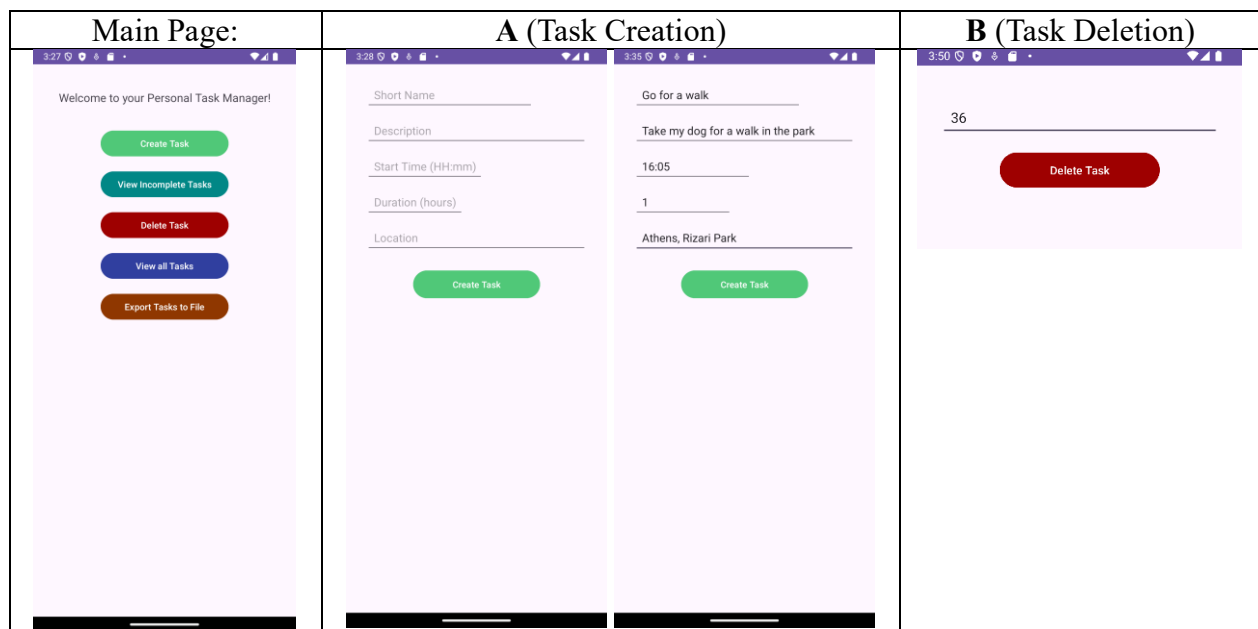 Main Page:
A (Task Creation)
B (Task Deletion)
3:27
Welcome to your Personal Task Manager!
Create Task
View Incomplete Tasks
Delete Task
View all Tasks
Export Tasks to File
3:28
Short Name
Description
Start Time (HH:mm)
Duration (hours)
Location
Create Task
3:35
Go for a walk
Take my dog for a walk in the park
16:05
1
Athens, Rizari Park
Create Task
3:50
36
Delete Task